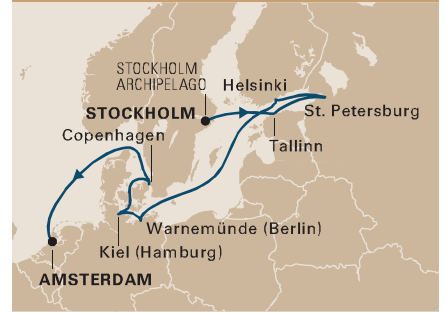 STOCKHOLM
ARCHIPELAGO
Helsinki
STOCKHOLM
St. Petersburg
Copenhagen
Tallinn
Warnemünde (Berlin)
Kiel (Hamburg)
AMSTERDAM